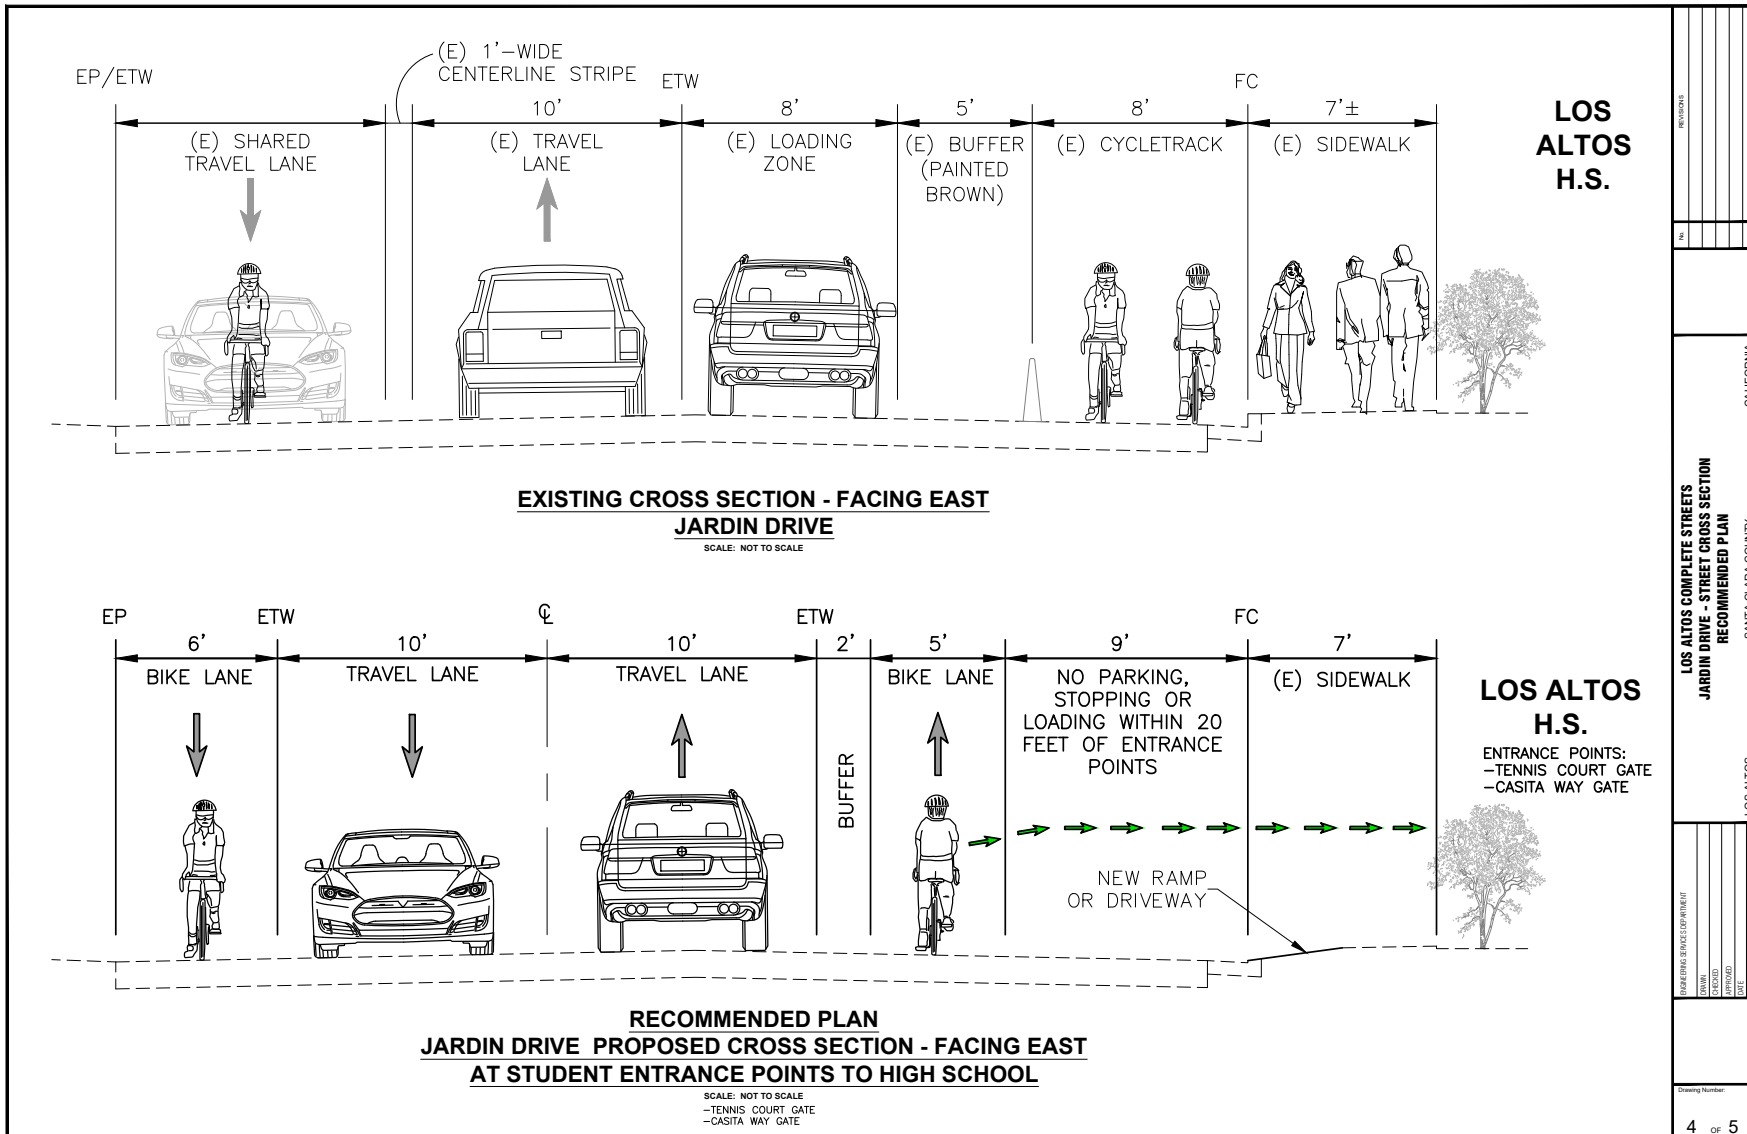 EP/ETW
(E) 1'-WIDE
CENTERLINE STRIPE
ETW
FC
10'
8'
5'
8'
7'±
(E) SHARED
TRAVEL LANE
(E) TRAVEL
LANE
(E) LOADING
ZONE
(E) BUFFER
(PAINTED
BROWN)
(E) CYCLETRACK
(E) SIDEWALK
LOS
ALTOS
H.S.
EXISTING CROSS SECTION - FACING EAST
JARDIN DRIVE
SCALE: NOT TO SCALE
EP
ETW
℄
ETW
FC
6'
10'
10'
2'
5'
9'
7'
BIKE LANE
TRAVEL LANE
TRAVEL LANE
BUFFER
BIKE LANE
NO PARKING,
STOPPING OR
LOADING WITHIN 20
FEET OF ENTRANCE
POINTS
(E) SIDEWALK
LOS ALTOS
H.S.
ENTRANCE POINTS:
-TENNIS COURT GATE
-CASITA WAY GATE
NEW RAMP
OR DRIVEWAY
RECOMMENDED PLAN
JARDIN DRIVE PROPOSED CROSS SECTION - FACING EAST
AT STUDENT ENTRANCE POINTS TO HIGH SCHOOL
SCALE: NOT TO SCALE
-TENNIS COURT GATE
-CASITA WAY GATE
REVISIONS
No.
LOS ALTOS COMPLETE STREETS
JARDIN DRIVE - STREET CROSS SECTION
RECOMMENDED PLAN
ENGINEERING SERVICES DEPARTMENT
DRAWN
CHECKED
APPROVED
DATE
Drawing Number:
4 OF 5